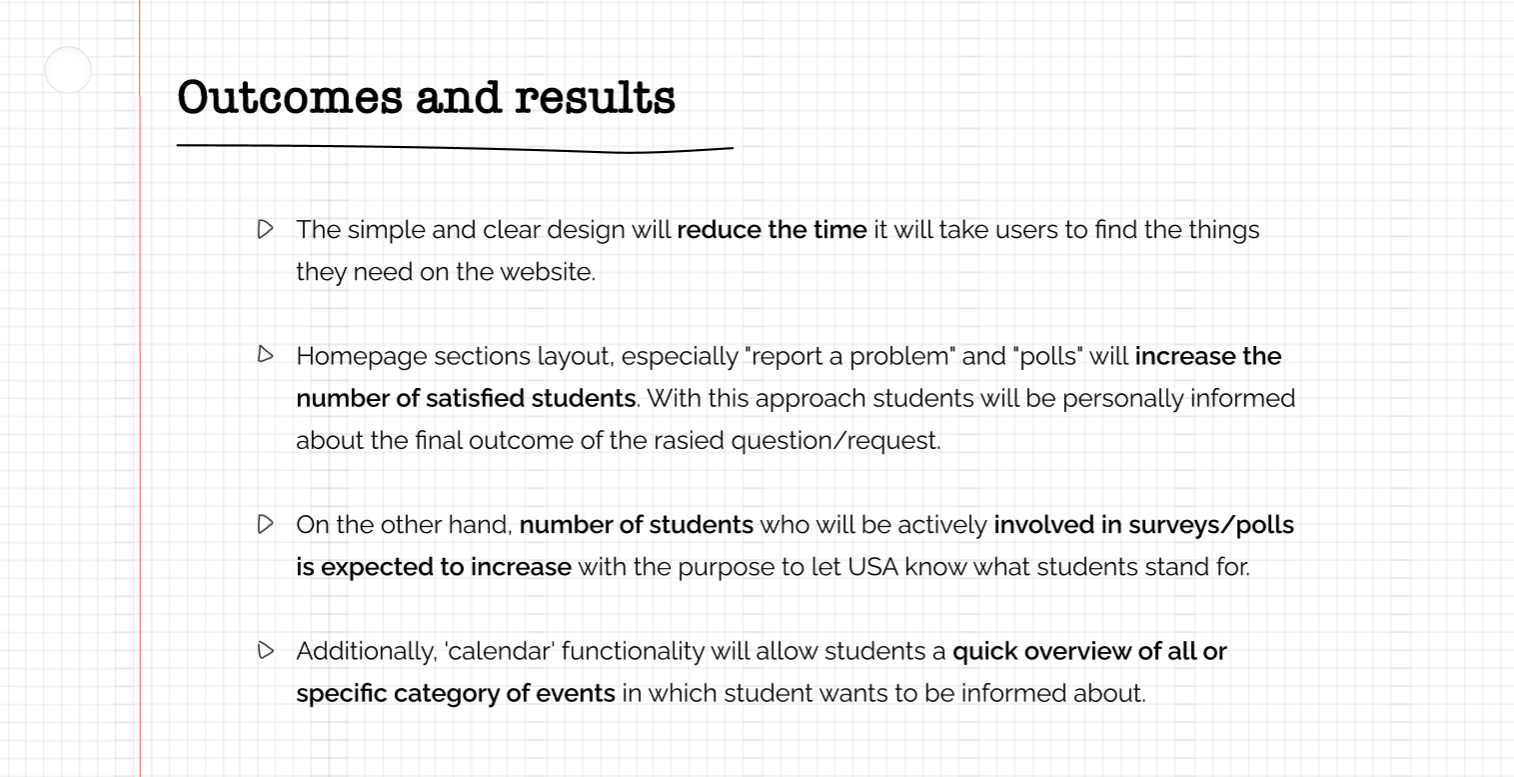 Outcomes and results
The simple and clear design will reduce the time it will take users to find the things
they need on the website.
Homepage sections layout, especially "report a problem" and "polls" will increase the
number of satisfied students. With this approach students will be personally informed
about the final outcome of the rasied question/request.
On the other hand, number of students who will be actively involved in surveys/polls
is expected to increase with the purpose to let USA know what students stand for.
Additionally, 'calendar' functionality will allow students a quick overview of all or
specific category of events in which student wants to be informed about.